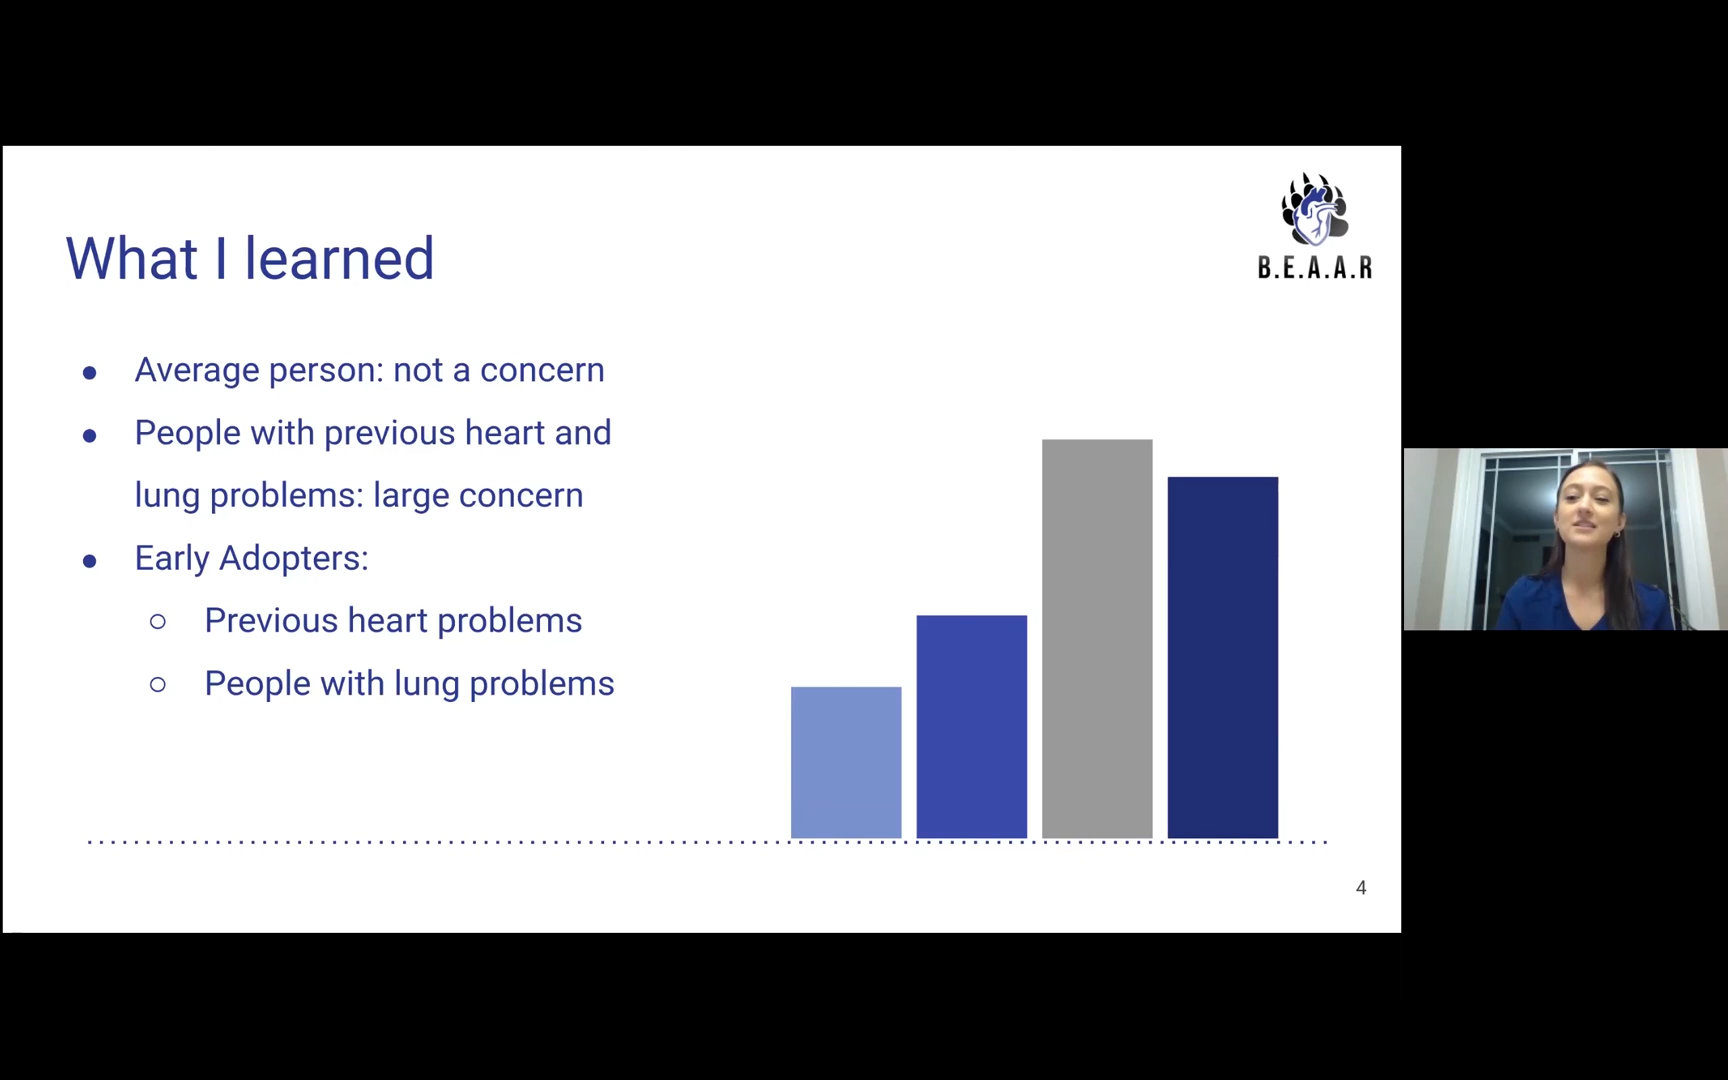 B.E.A.A.R
What I learned
● Average person: not a concern
● People with previous heart and
lung problems: large concern
● Early Adopters:
○ Previous heart problems
○ People with lung problems
4